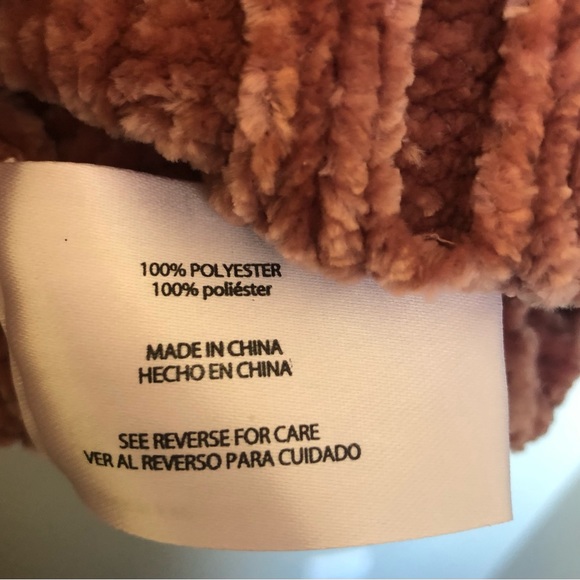 100% POLYESTER
100% poliéster
MADE IN CHINA
HECHO EN CHINA
SEE REVERSE FOR CARE
VER AL REVERSO PARA CUIDADO